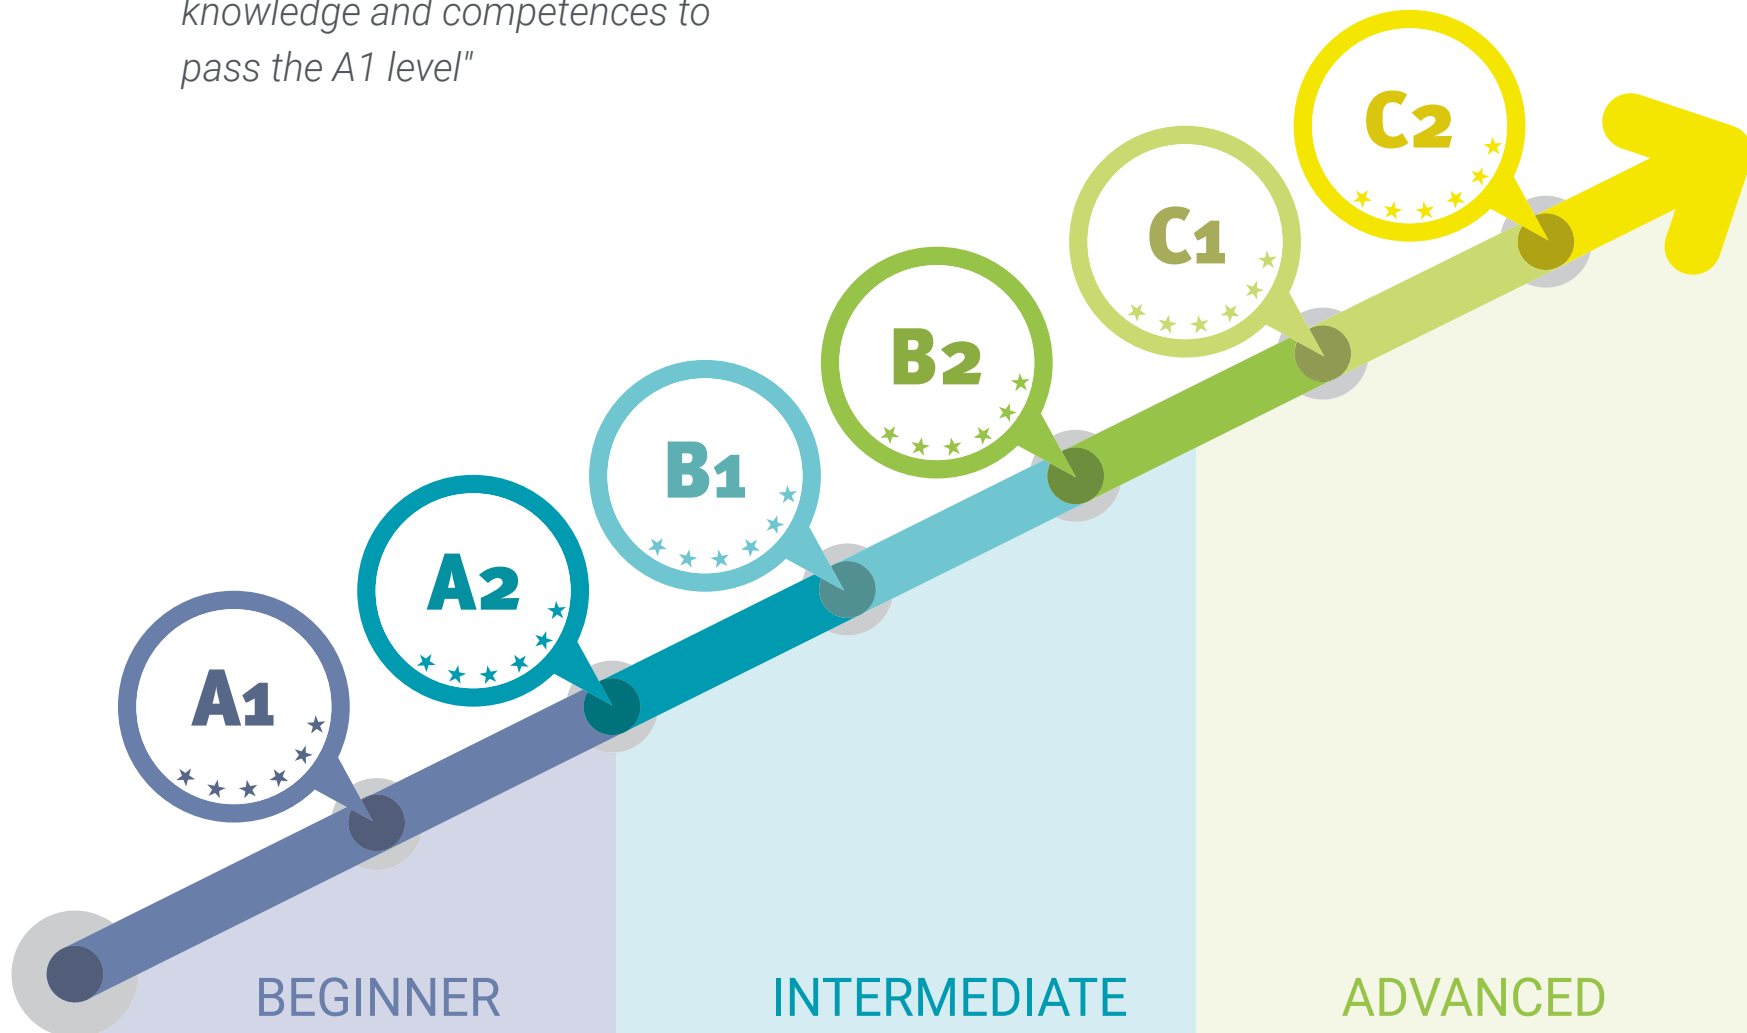 knowledge and competences to
pass the A1 level"
C2
C1
B2
B1
A2
A1
BEGINNER INTERMEDIATE ADVANCED